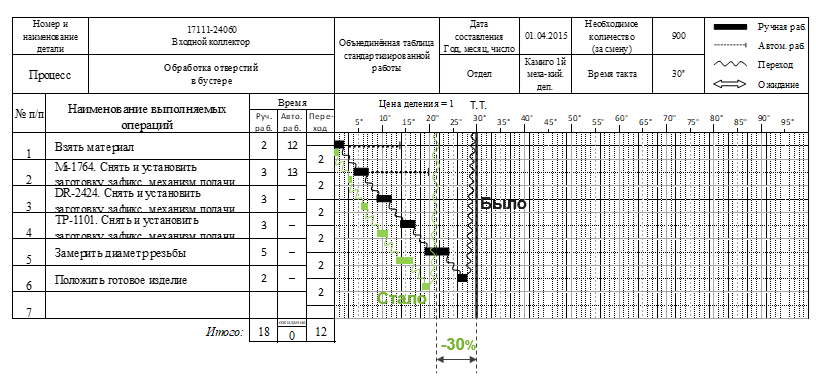 Номер и
наименование
детали
17111-24060
Входной коллектор
Объединённая таблица
стандартизированной
работы
Дата
составления
Год, месяц, число
01.04.2015
Необходимое
количество
(за смену)
900
Ручная раб.
Автом. раб.
Переход
Ожидание
Процесс
Обработка отверстий
в бустере
Отдел
Камиго 1й
меха-кий.
деп.
Время такта
30"
№ п/п
Наименование выполняемых
операций
Время
Руч.
раб.
Авто.
раб.
Пере-
ход
Цена деления = 1
Т.Т.
5" 10" 15" 20" 25" 30" 35" 40" 45" 50" 55" 60" 65" 70" 75" 80" 85" 90" 95"
1 Взять материал 2 12
2
2 Mi-1764. Снять и установить
заготовку, зафикс. механизм подачи 3 13
2
3 DR-2424. Снять и установить
заготовку, зафикс. механизм подачи 3 –
2
4 TP-1101. Снять и установить
заготовку, зафикс. механизм подачи 3 –
2
5 Замерить диаметр резьбы 5 –
2
6 Положить готовое изделие 2 –
2
7
Было
Стало
Итого: 18
0
12
-30%